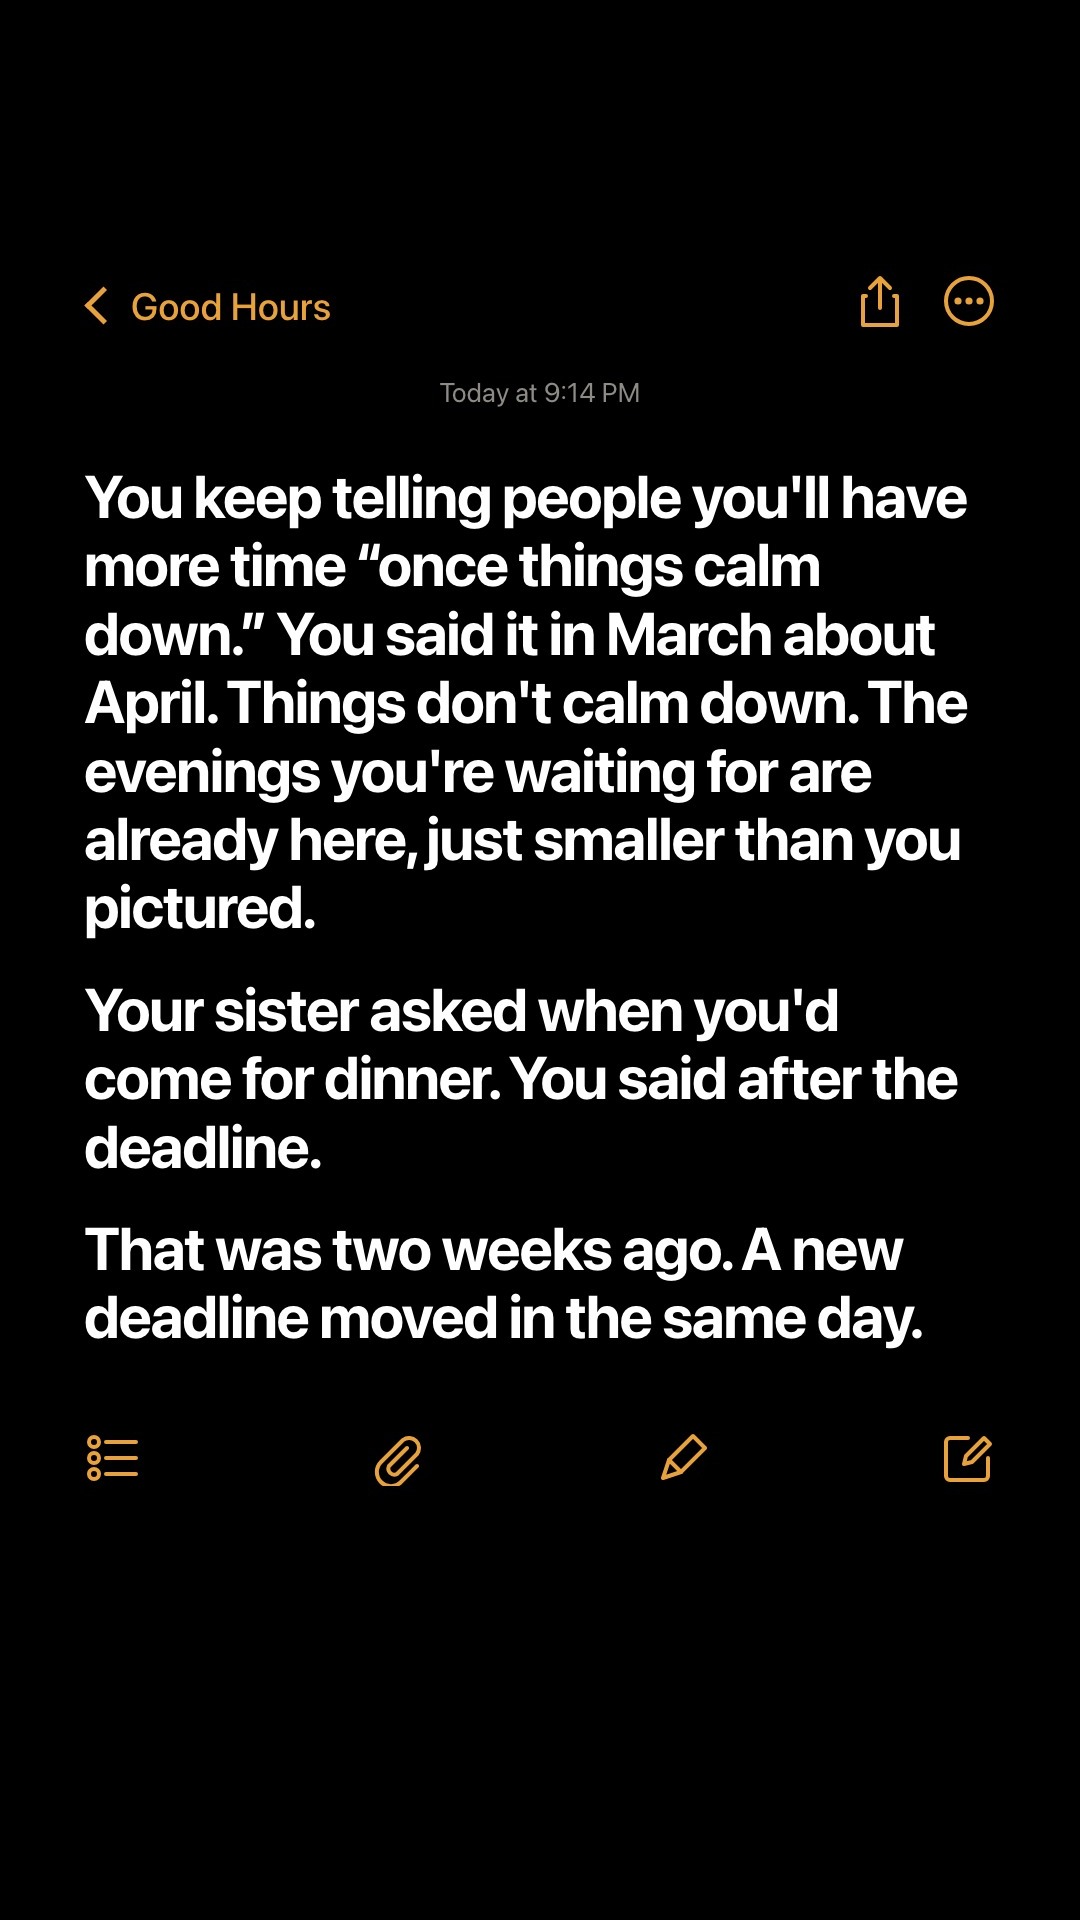 Good Hours
Today at 9:14 PM
You keep telling people you'll have
more time “once things calm
down.” You said it in March about
April. Things don't calm down. The
evenings you're waiting for are
already here, just smaller than you
pictured.
Your sister asked when you'd
come for dinner. You said after the
deadline.
That was two weeks ago. A new
deadline moved in the same day.